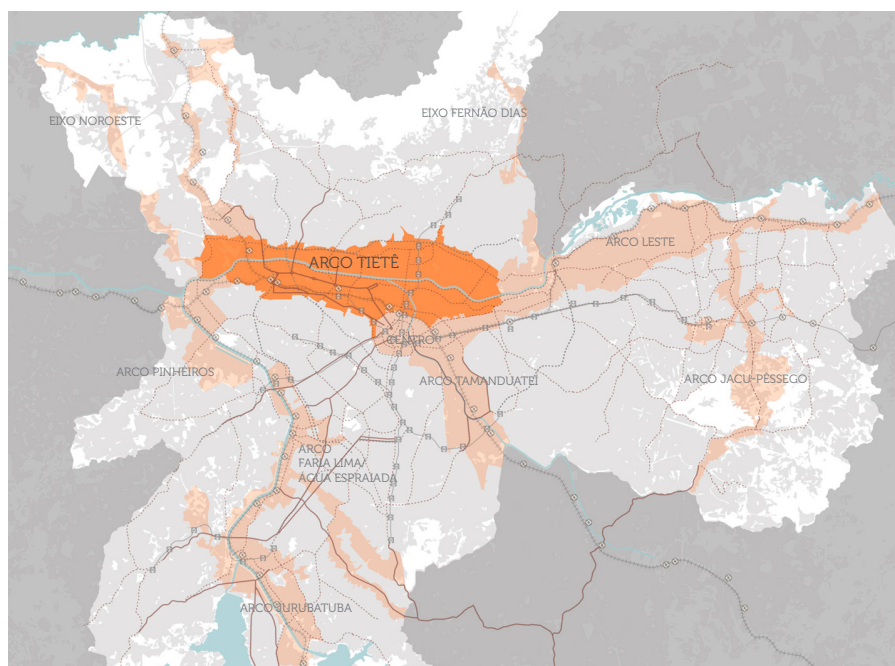 EIXO FERNÃO DIAS
EIXO NOROESTE
ARCO LESTE
ARCO TIETÊ
CENTRO
ARCO PINHEIROS
ARCO TAMANDUATEÍ
ARCO JACU-PÊSSEGO
ARCO
FARIA LIMA/
ÁGUA ESPRAIADA
ARCO JURUBATUBA